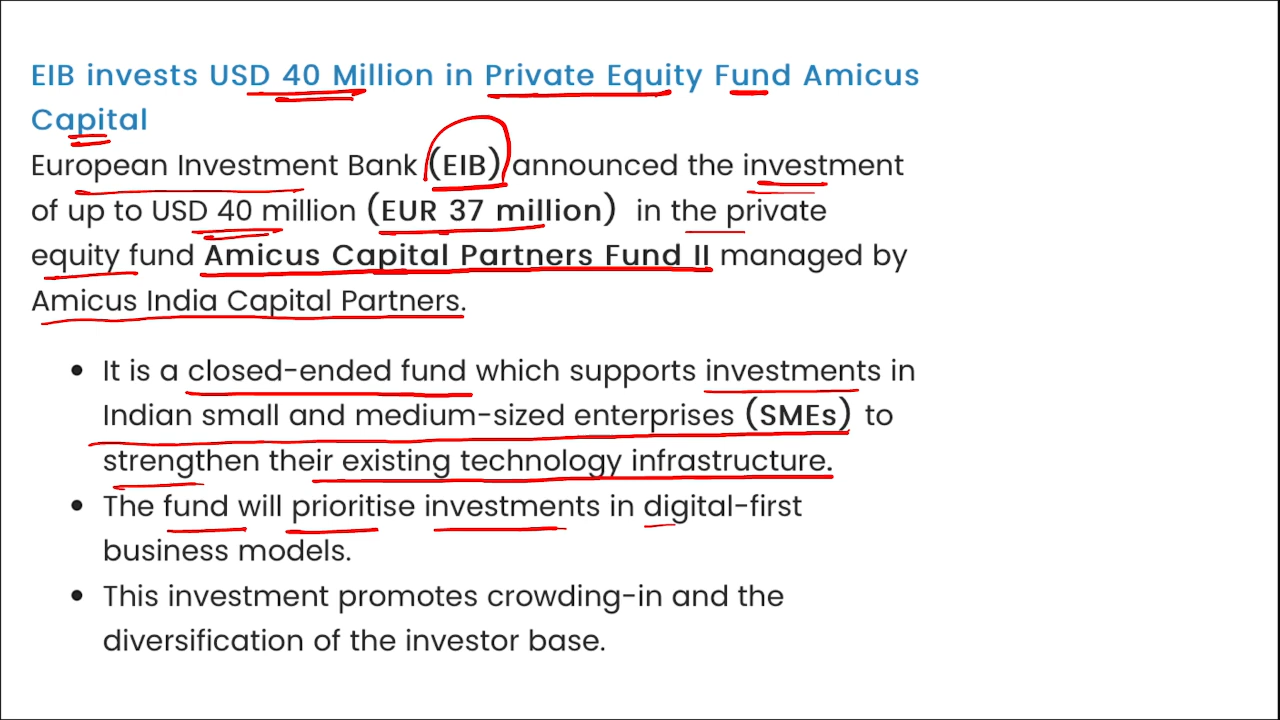 EIB invests USD 40 Million in Private Equity Fund Amicus
Capital
European Investment Bank (EIB) announced the investment
of up to USD 40 million (EUR 37 million) in the private
equity fund Amicus Capital Partners Fund II managed by
Amicus India Capital Partners.
• It is a closed-ended fund which supports investments in
Indian small and medium-sized enterprises (SMEs) to
strengthen their existing technology infrastructure.
• The fund will prioritise investments in digital-first
business models.
• This investment promotes crowding-in and the
diversification of the investor base.